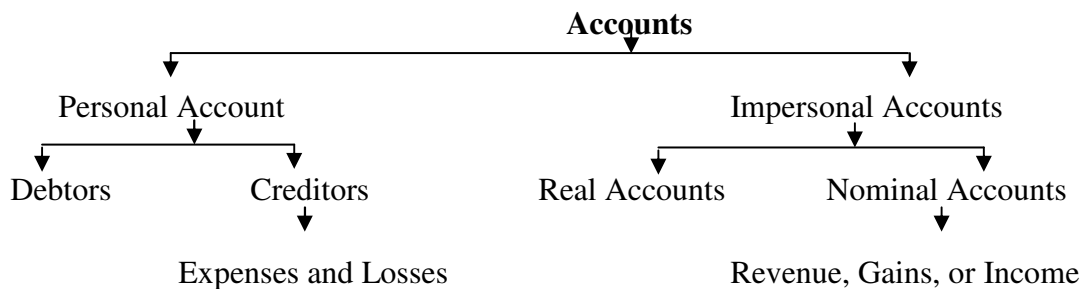 Accounts
Personal Account Impersonal Accounts
Debtors Creditors Real Accounts Nominal Accounts
Expenses and Losses Revenue, Gains, or Income